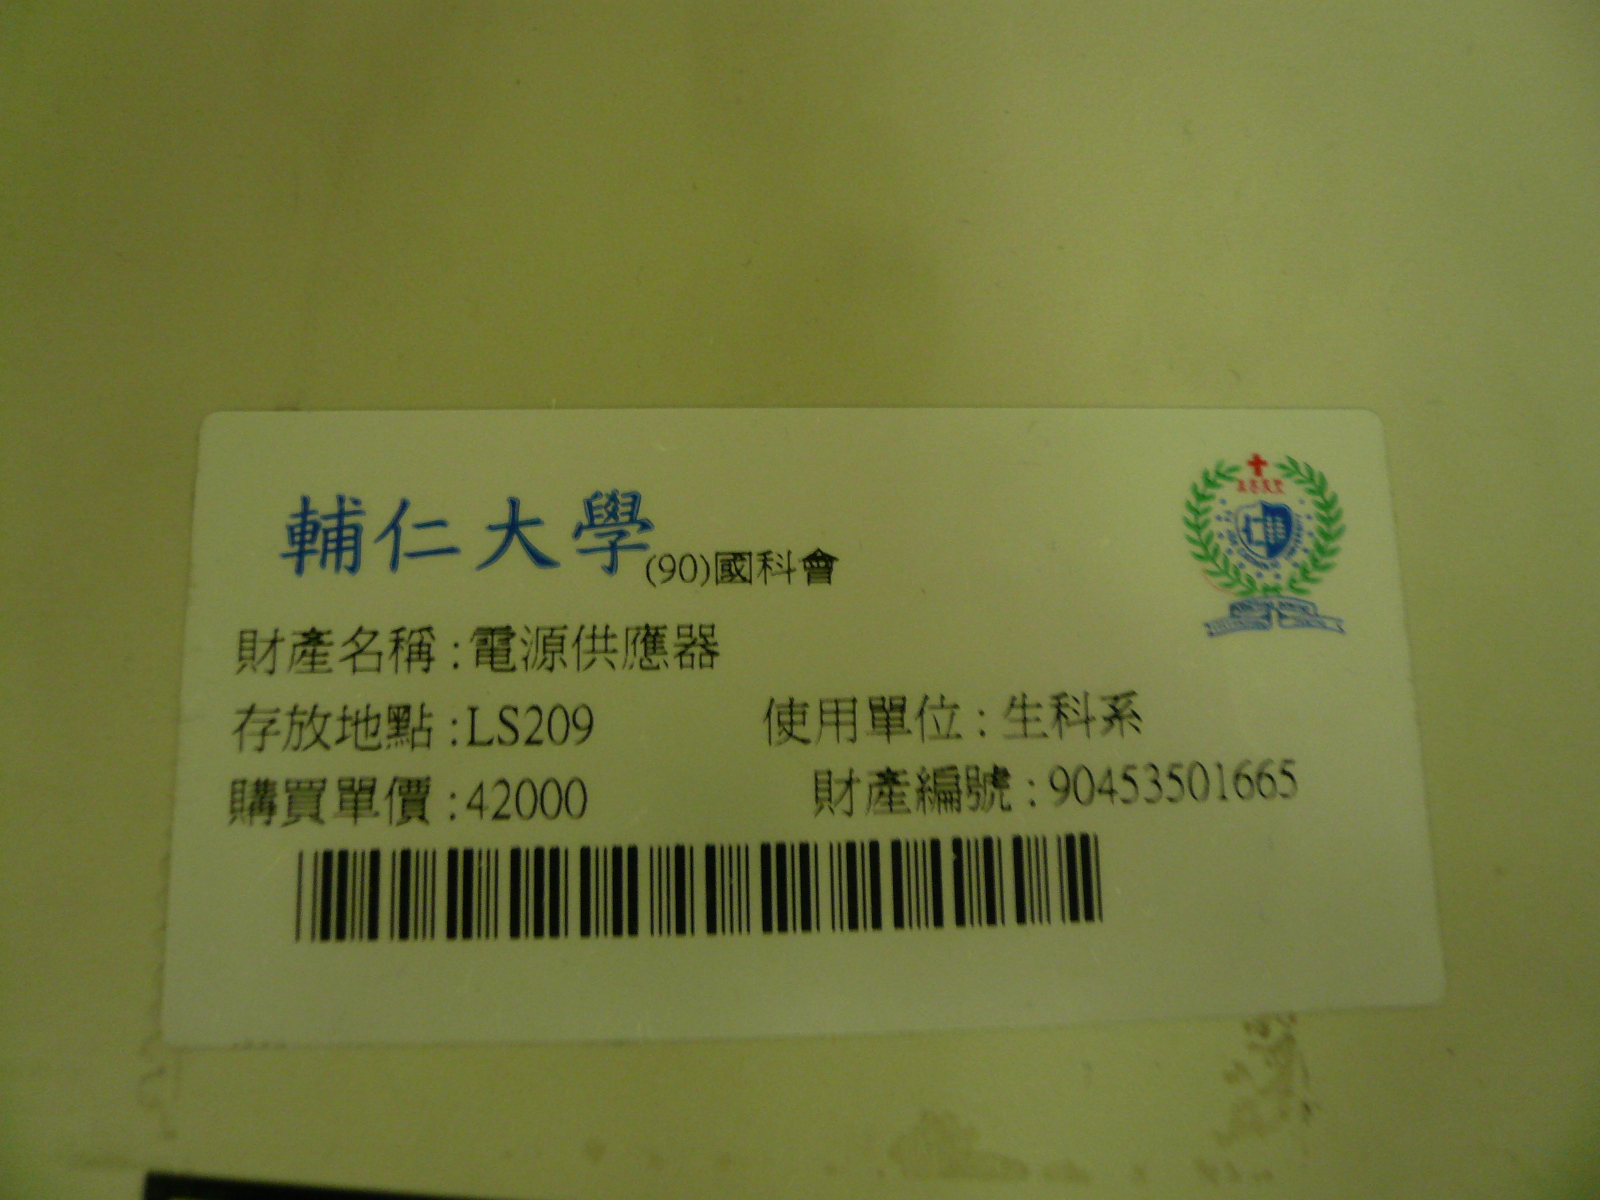 輔仁大學(90)國科會
財產名稱:電源供應器
存放地點:LS209 使用單位:生科系
購買單價:42000 財產編號:90453501665